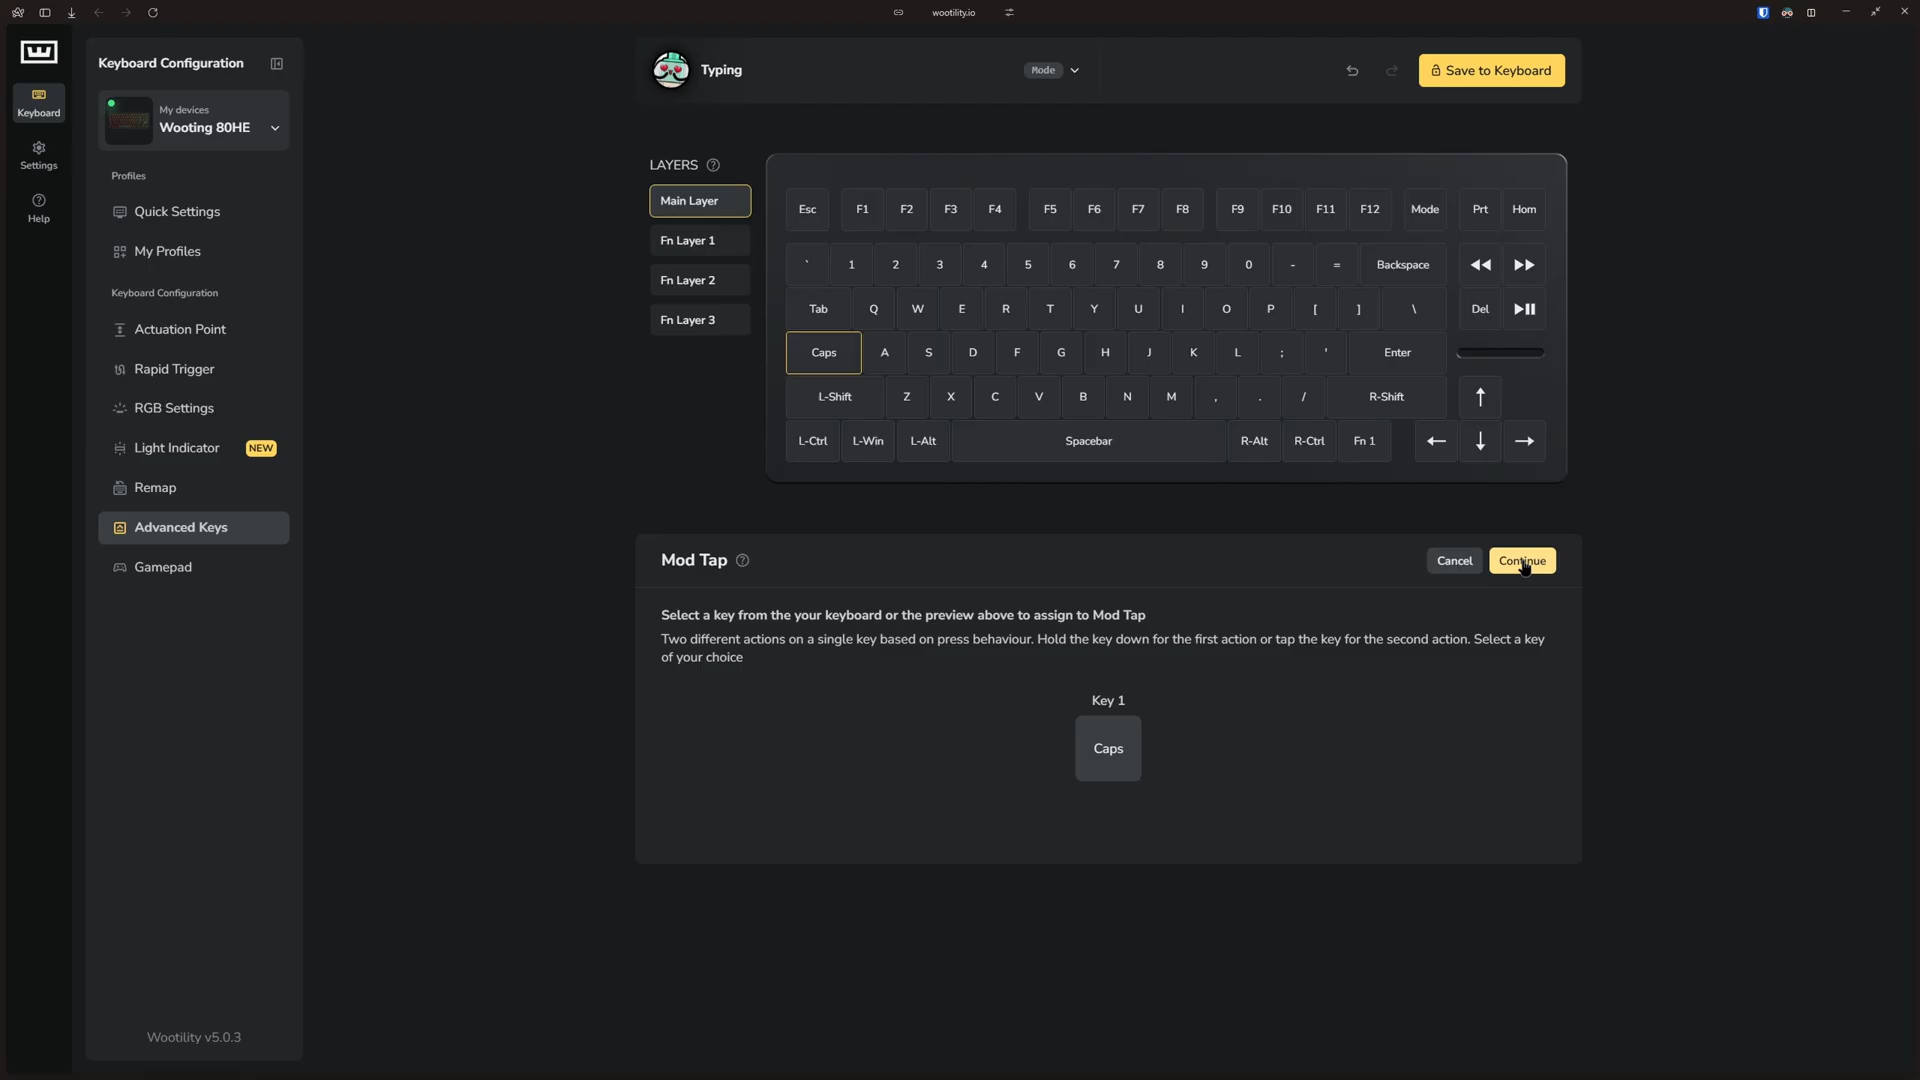 wootility.io
Keyboard
Settings
Help
Keyboard Configuration
My devices
Wooting 80HE
Profiles
Quick Settings
My Profiles
Keyboard Configuration
Actuation Point
Rapid Trigger
RGB Settings
Light Indicator NEW
Remap
Advanced Keys
Gamepad
Wootility v5.0.3
Typing
Mode
Save to Keyboard
LAYERS
Main Layer
Fn Layer 1
Fn Layer 2
Fn Layer 3
Esc F1 F2 F3 F4 F5 F6 F7 F8 F9 F10 F11 F12 Mode Prt Hom
` 1 2 3 4 5 6 7 8 9 0 - = Backspace
Tab Q W E R T Y U I O P [ ] \ Del
Caps A S D F G H J K L ; ' Enter
L-Shift Z X C V B N M , . / R-Shift ↑
L-Ctrl L-Win L-Alt Spacebar R-Alt R-Ctrl Fn 1 ← ↓ →
Mod Tap
Cancel
Continue
Select a key from the your keyboard or the preview above to assign to Mod Tap
Two different actions on a single key based on press behaviour. Hold the key down for the first action or tap the key for the second action. Select a key
of your choice
Key 1
Caps